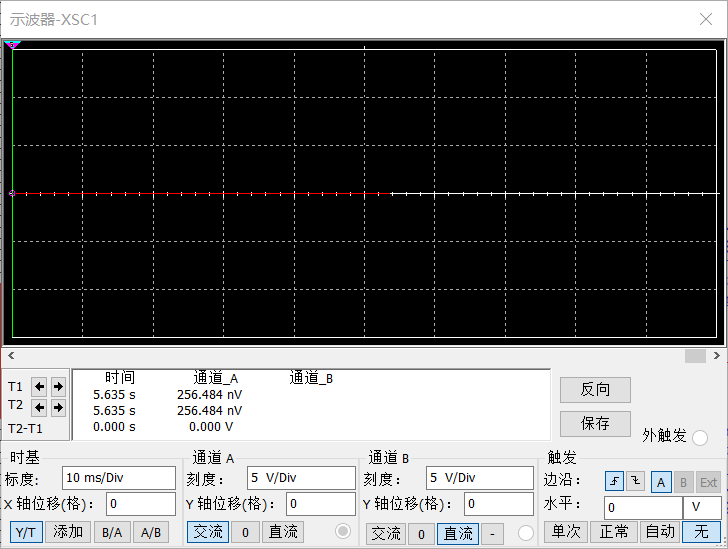 示波器-XSC1
时间 通道_A 通道_B
T1 5.635 s 256.484 nV
T2 5.635 s 256.484 nV
T2-T1 0.000 s 0.000 V
反向
保存
外触发
时基 通道 A 通道 B 触发
标度: 10 ms/Div 刻度: 5 V/Div 刻度: 5 V/Div 边沿: A B Ext
X 轴位移(格): 0 Y 轴位移(格): 0 Y 轴位移(格): 0 水平: 0 V
Y/T 添加 B/A A/B 交流 0 直流 交流 0 直流 - 单次 正常 自动 无